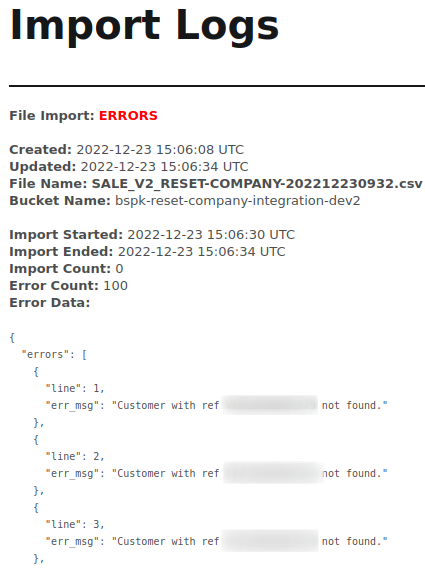 Import Logs
File Import: ERRORS
Created: 2022-12-23 15:06:08 UTC
Updated: 2022-12-23 15:06:34 UTC
File Name: SALE_V2_RESET-COMPANY-202212230932.csv
Bucket Name: bspk-reset-company-integration-dev2
Import Started: 2022-12-23 15:06:30 UTC
Import Ended: 2022-12-23 15:06:34 UTC
Import Count: 0
Error Count: 100
Error Data:
{
"errors": [
{
"line": 1,
"err_msg": "Customer with ref not found."
},
{
"line": 2,
"err_msg": "Customer with ref not found."
},
{
"line": 3,
"err_msg": "Customer with ref not found."
},